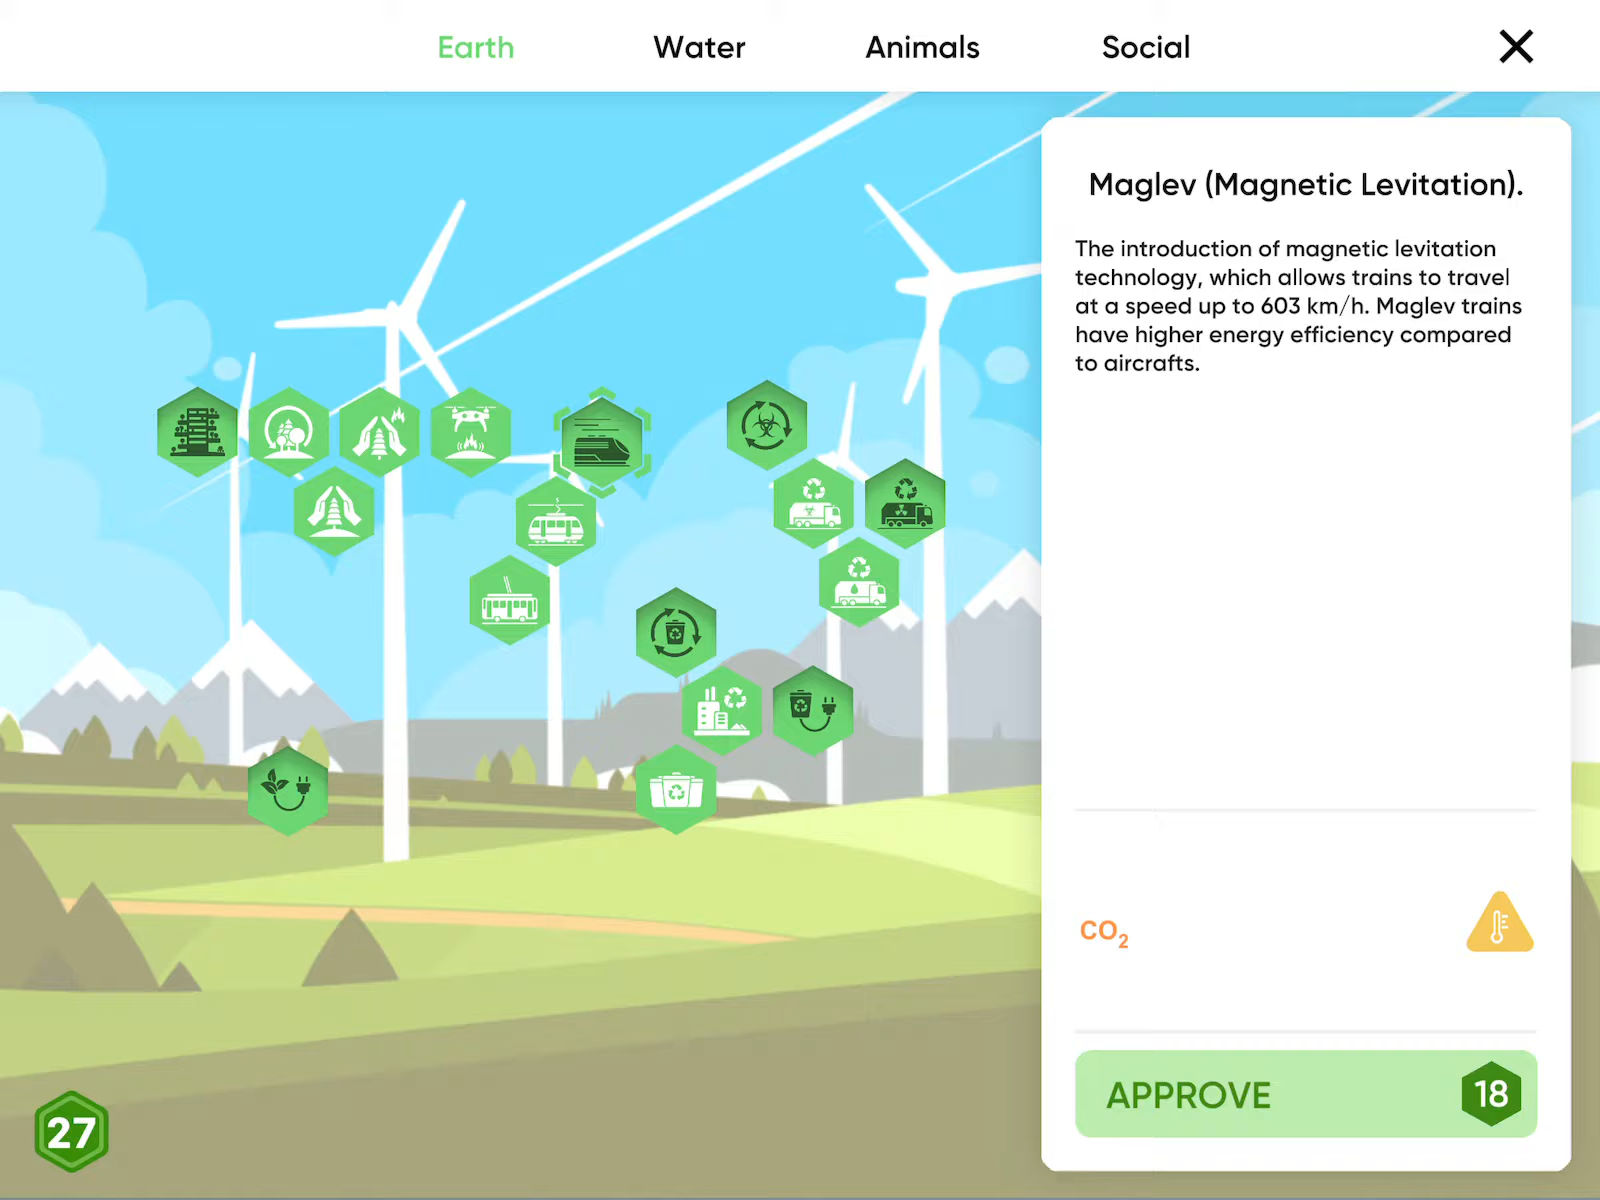 Earth
Water
Animals
Social
Maglev (Magnetic Levitation).
The introduction of magnetic levitation
technology, which allows trains to travel
at a speed up to 603 km/h. Maglev trains
have higher energy efficiency compared
to aircrafts.
CO₂
APPROVE
18
27